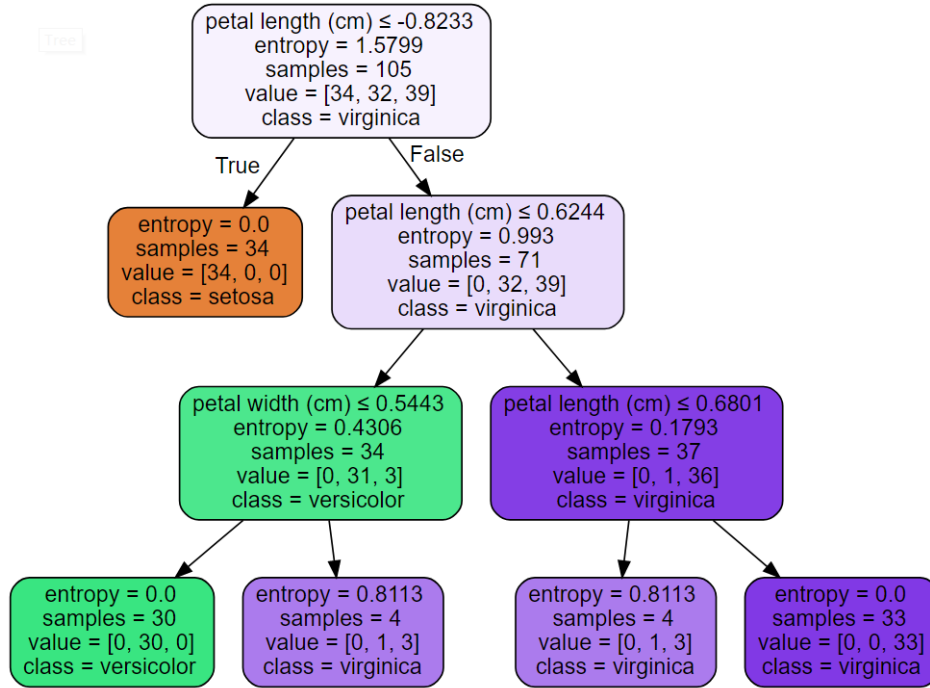 Tree
petal length (cm) ≤ -0.8233
entropy = 1.5799
samples = 105
value = [34, 32, 39]
class = virginica
True
False
entropy = 0.0
samples = 34
value = [34, 0, 0]
class = setosa
petal length (cm) ≤ 0.6244
entropy = 0.993
samples = 71
value = [0, 32, 39]
class = virginica
petal width (cm) ≤ 0.5443
entropy = 0.4306
samples = 34
value = [0, 31, 3]
class = versicolor
petal length (cm) ≤ 0.6801
entropy = 0.1793
samples = 37
value = [0, 1, 36]
class = virginica
entropy = 0.0
samples = 30
value = [0, 30, 0]
class = versicolor
entropy = 0.8113
samples = 4
value = [0, 1, 3]
class = virginica
entropy = 0.8113
samples = 4
value = [0, 1, 3]
class = virginica
entropy = 0.0
samples = 33
value = [0, 0, 33]
class = virginica